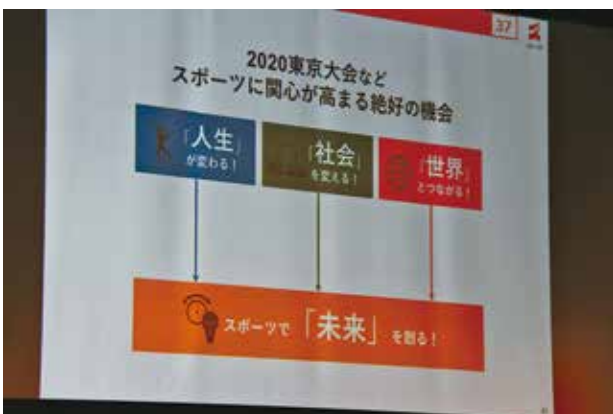 37
2020東京大会など
スポーツに関心が高まる絶好の機会
「人生」
が変わる！
「社会」
を変える！
「世界」
とつながる！
スポーツで「未来」を創る！